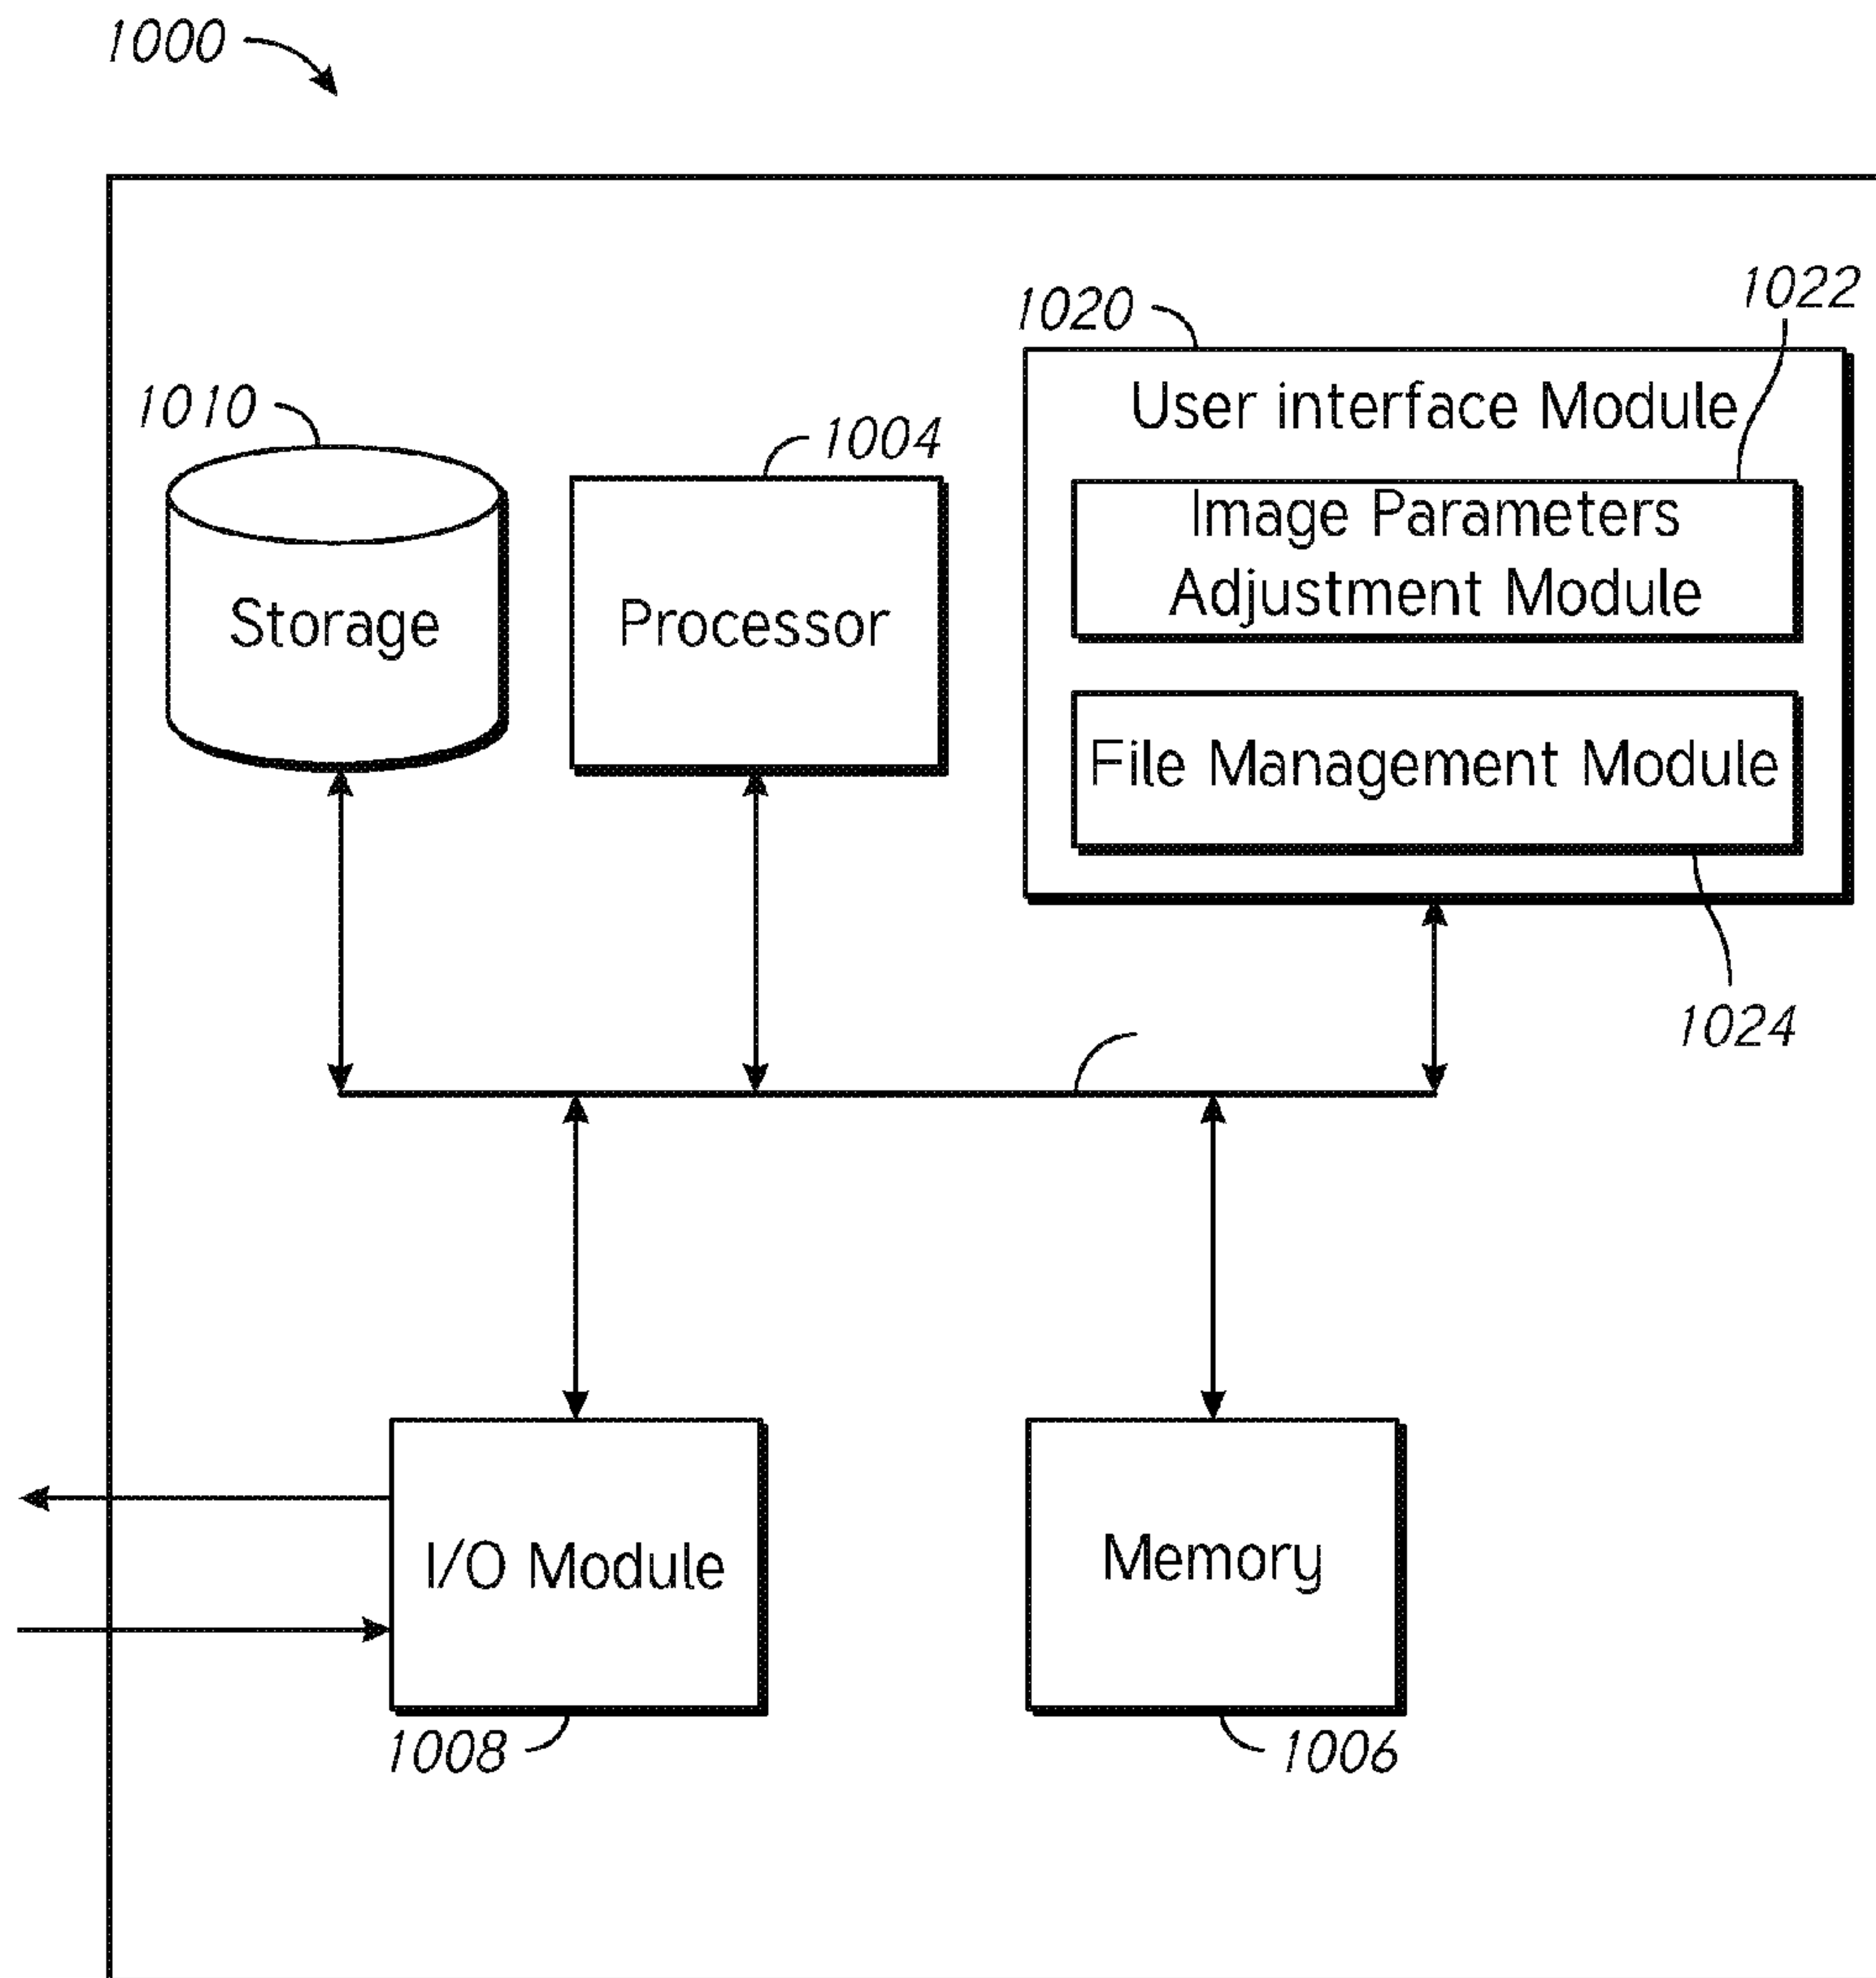 1000
1022
1020
User interface Module
1010
1004
Image Parameters
Adjustment Module
Storage
Processor
File Management Module
1024
I/O Module
Memory
1008
1006